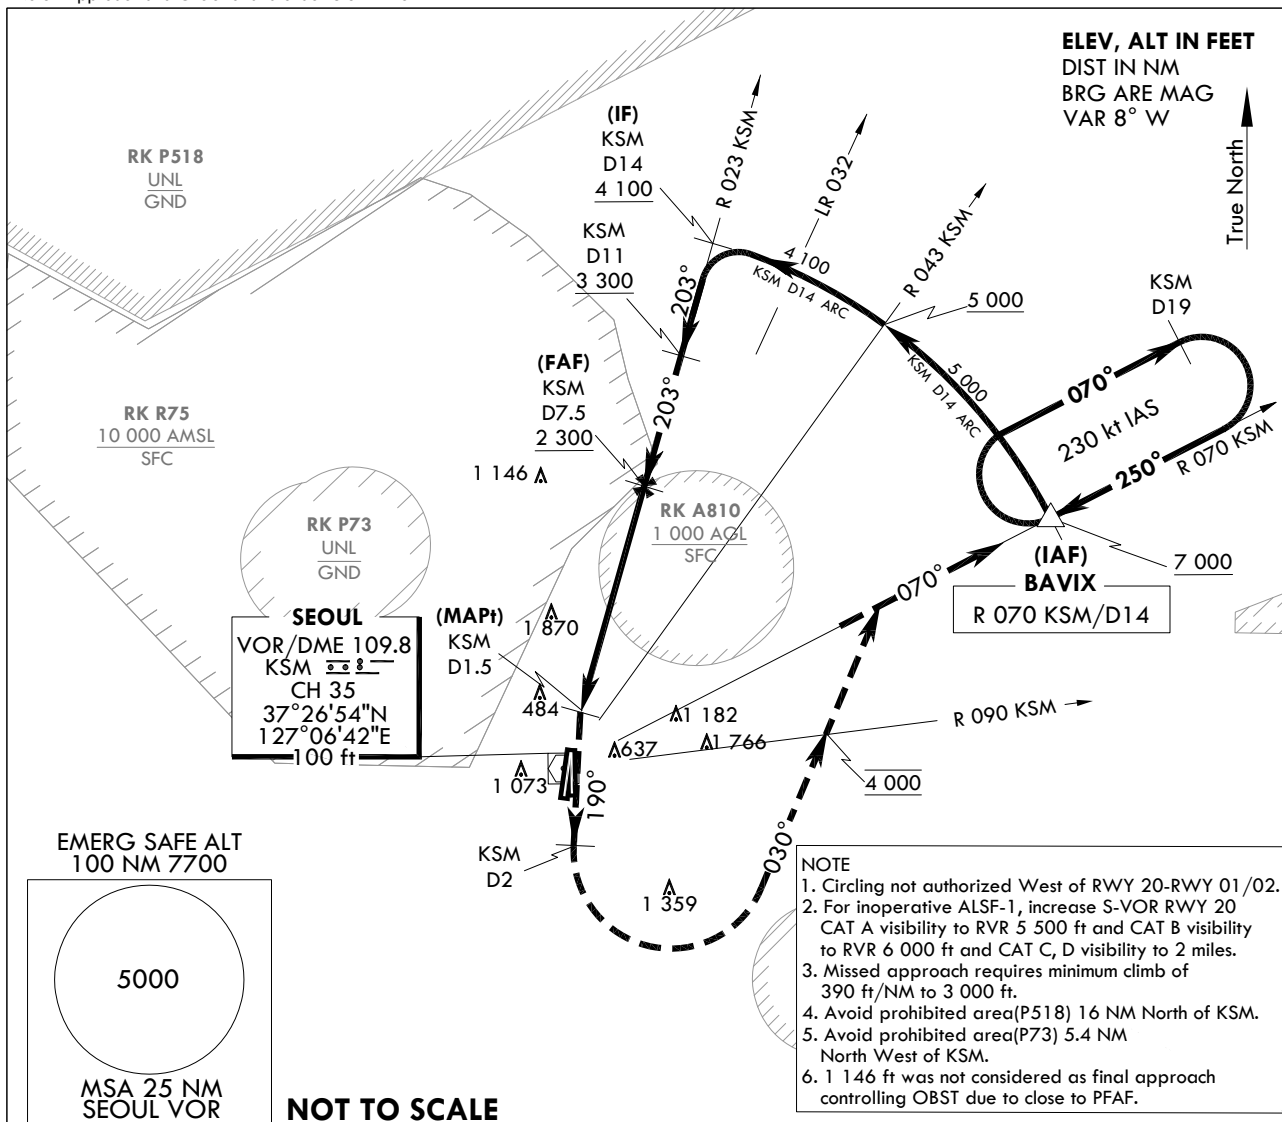 ELEV, ALT IN FEET
DIST IN NM
BRG ARE MAG
VAR 8° W
True North
RK P518
UNL
GND
(IF)
KSM
D14
4 100
R 023 KSM
LR 032
R 043 KSM
KSM
D11
3 300
203°
4 100
KSM D14 ARC
5 000
KSM
D19
5 000
KSM D14 ARC
070°
230 kt IAS
250°
R 070 KSM
(FAF)
KSM
D7.5
2 300
203°
RK R75
10 000 AMSL
SFC
1 146
RK P73
UNL
GND
RK A810
1 000 AGL
SFC
070°
7 000
(IAF)
BAVIX
R 070 KSM/D14
SEOUL
VOR/DME 109.8
KSM
CH 35
37°26'54"N
127°06'42"E
100 ft
(MAPt)
KSM
D1.5
1 870
484
1 182
637
1 766
R 090 KSM
1 073
190°
4 000
KSM
D2
030°
1 359
EMERG SAFE ALT
100 NM 7700
5000
MSA 25 NM
SEOUL VOR
NOT TO SCALE
NOTE
1. Circling not authorized West of RWY 20-RWY 01/02.
2. For inoperative ALSF-1, increase S-VOR RWY 20
CAT A visibility to RVR 5 500 ft and CAT B visibility
to RVR 6 000 ft and CAT C, D visibility to 2 miles.
3. Missed approach requires minimum climb of
390 ft/NM to 3 000 ft.
4. Avoid prohibited area(P518) 16 NM North of KSM.
5. Avoid prohibited area(P73) 5.4 NM
North West of KSM.
6. 1 146 ft was not considered as final approach
controlling OBST due to close to PFAF.